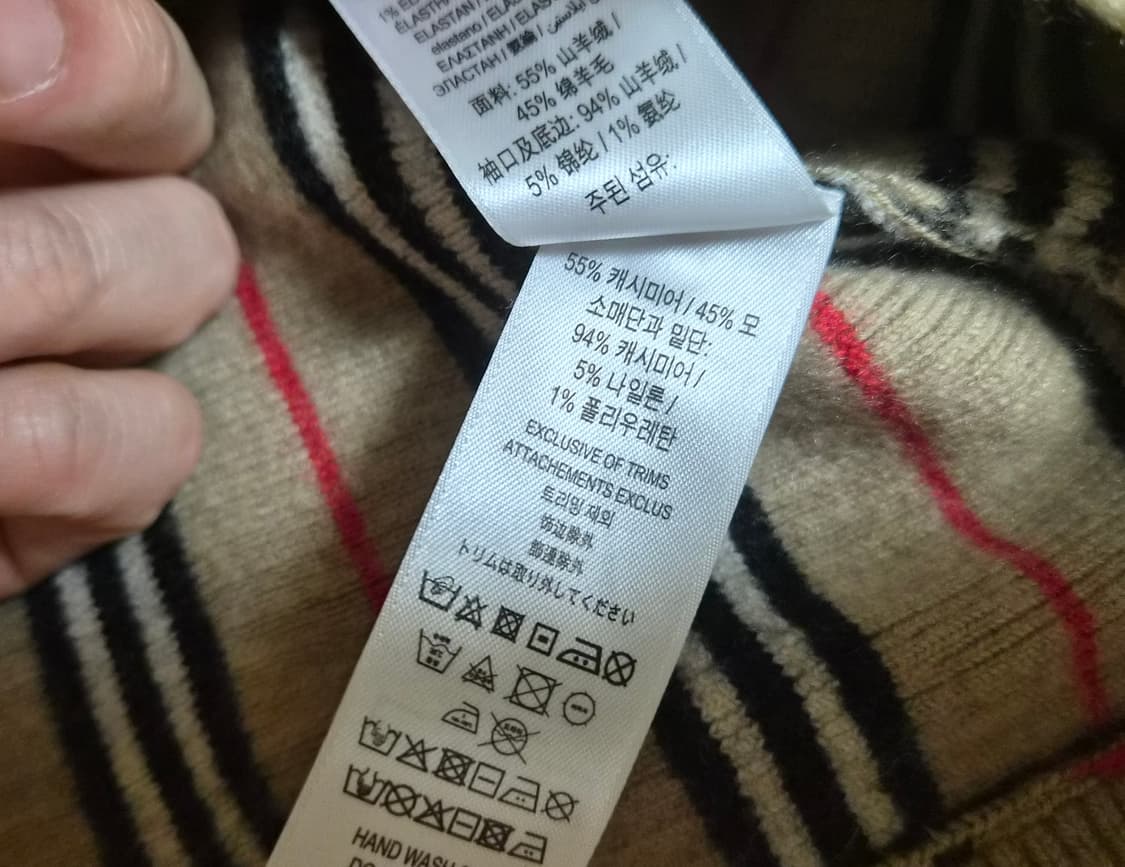 ELASTAN /
elastano / ELAS
ΕΛΑΣΤΑΝΗ /
ЭЛАСТАН /
面料: 55% 山羊绒 /
45% 绵羊毛
袖口及底边: 94% 山羊绒 /
5% 锦纶 / 1% 氨纶
주된 섬유:
55% 캐시미어 / 45% 모
소매단과 밑단:
94% 캐시미어 /
5% 나일론 /
1% 폴리우레탄
EXCLUSIVE OF TRIMS
ATTACHEMENTS EXCLUS
트리밍 제외
饰边除外
飾邊除外
トリムは取り外してください
HAND WASH